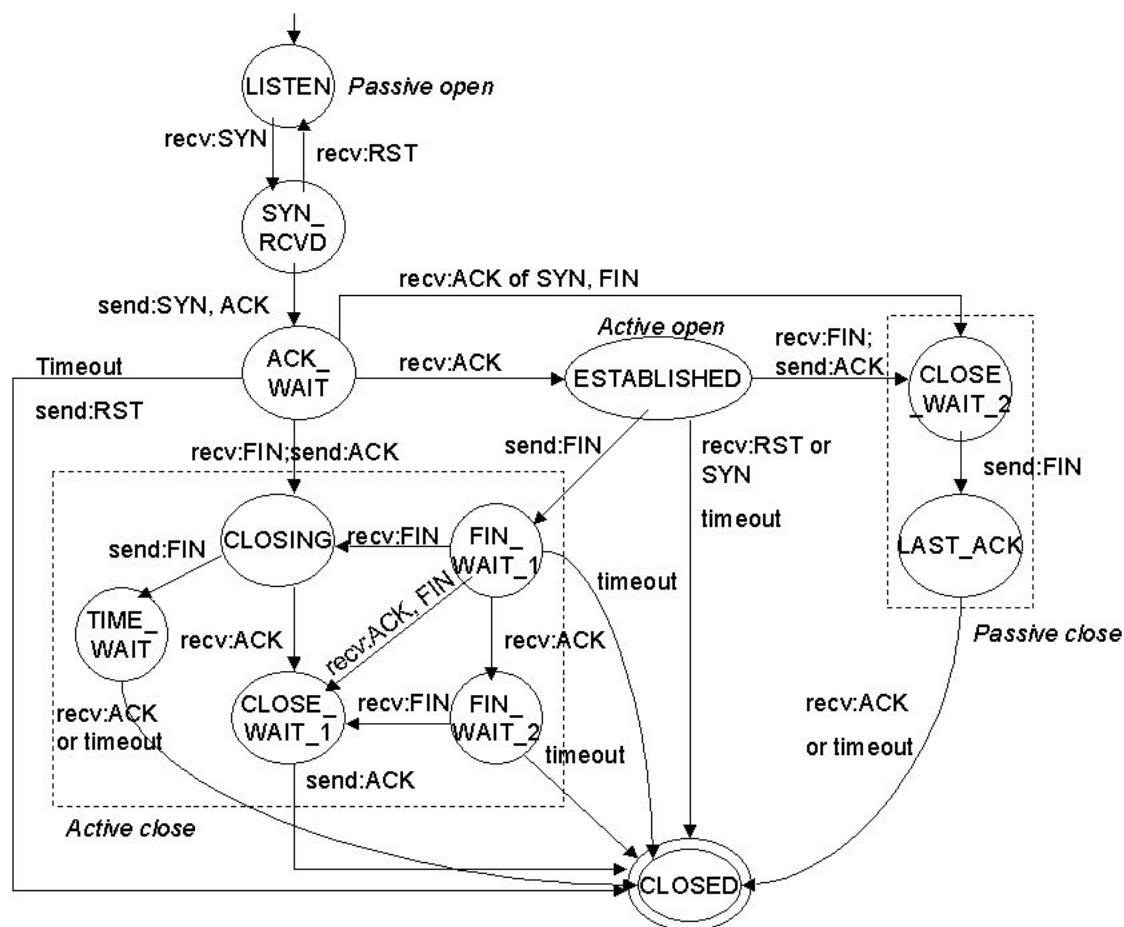 LISTEN
Passive open
recv:SYN
recv:RST
SYN_
RCVD
recv:ACK of SYN, FIN
send:SYN, ACK
Active open
recv:FIN;
send:ACK
Timeout
send:RST
ACK_
WAIT
recv:ACK
ESTABLISHED
CLOSE
_WAIT_2
send:FIN
recv:RST or
SYN
timeout
send:FIN
recv:FIN;send:ACK
CLOSING
recv:FIN
FIN_
WAIT_1
LAST_ACK
send:FIN
timeout
TIME_
WAIT
recv:ACK
recv:ACK, FIN
recv:ACK
Passive close
CLOSE_
WAIT_1
recv:FIN
FIN_
WAIT_2
recv:ACK
or timeout
timeout
recv:ACK
or timeout
send:ACK
Active close
CLOSED